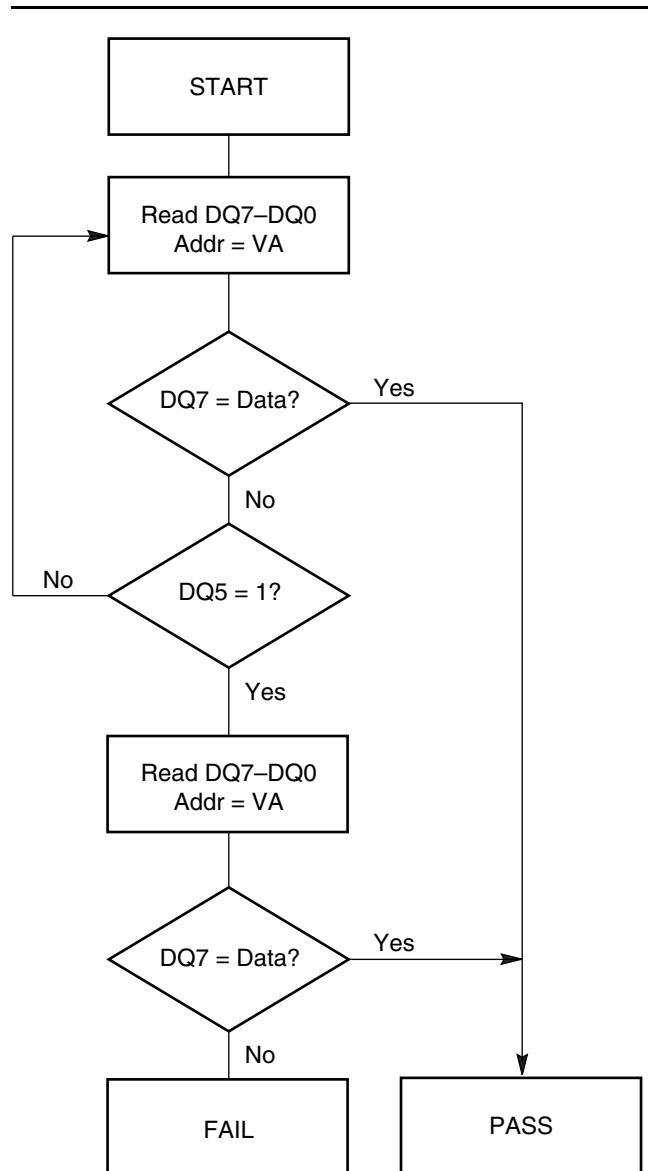 START
Read DQ7–DQ0
Addr = VA
DQ7 = Data?
Yes
No
No
DQ5 = 1?
Yes
Read DQ7–DQ0
Addr = VA
DQ7 = Data?
Yes
No
FAIL
PASS